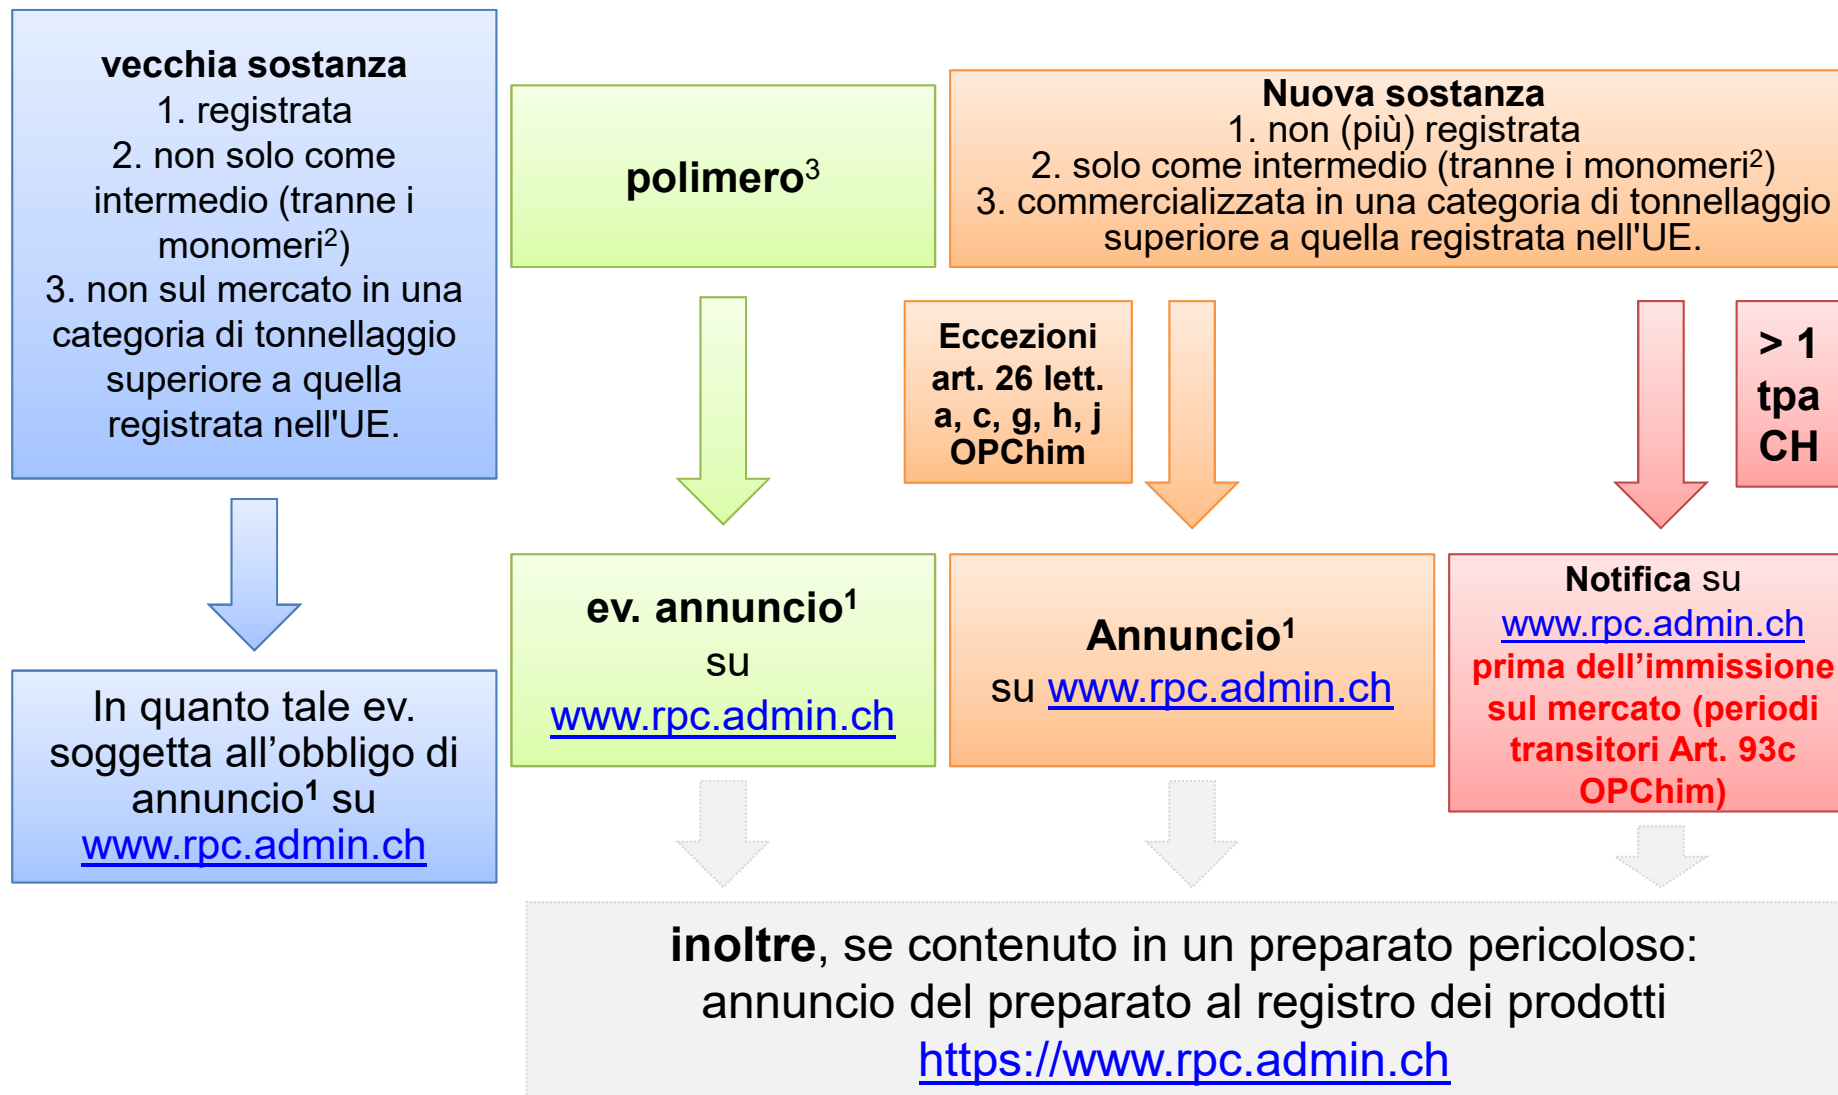 vecchia sostanza
1. registrata
2. non solo come
intermedio (tranne i
monomeri²)
3. non sul mercato in una
categoria di tonnellaggio
superiore a quella
registrata nell'UE.
polimero³
Nuova sostanza
1. non (più) registrata
2. solo come intermedio (tranne i monomeri²)
3. commercializzata in una categoria di tonnellaggio
superiore a quella registrata nell'UE.
Eccezioni
art. 26 lett.
a, c, g, h, j
OPChim
> 1
tpa
CH
In quanto tale ev.
soggetta all’obbligo di
annuncio¹ su
www.rpc.admin.ch
ev. annuncio¹
su
www.rpc.admin.ch
Annuncio¹
su www.rpc.admin.ch
Notifica su
www.rpc.admin.ch
prima dell’immissione
sul mercato (periodi
transitori Art. 93c
OPChim)
inoltre, se contenuto in un preparato pericoloso:
annuncio del preparato al registro dei prodotti
https://www.rpc.admin.ch